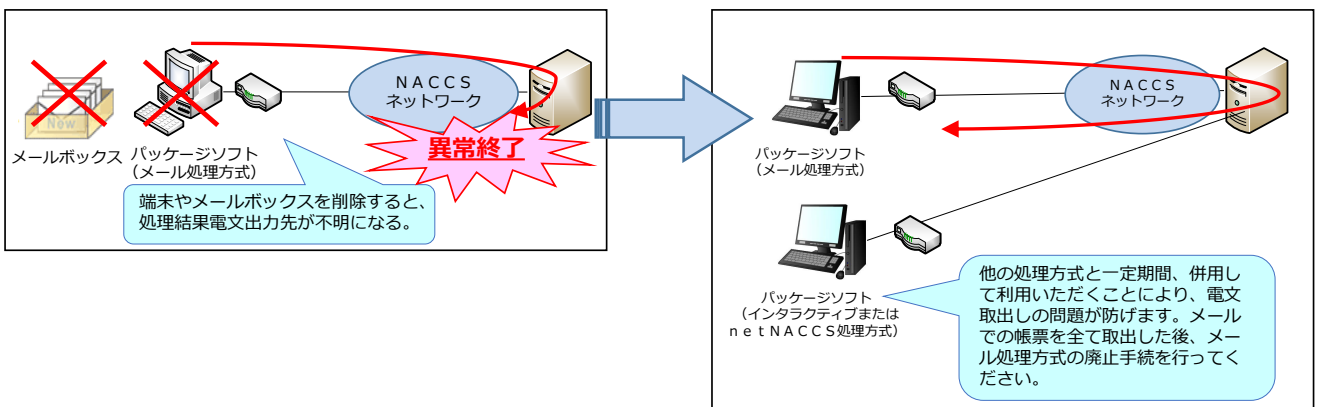 New
メールボックス
パッケージソフト
（メール処理方式）
ＮＡＣＣＳ
ネットワーク
異常終了
端末やメールボックスを削除すると、
処理結果電文出力先が不明になる。
パッケージソフト
（メール処理方式）
ＮＡＣＣＳ
ネットワーク
パッケージソフト
（インタラクティブまたは
ｎｅｔＮＡＣＣＳ処理方式）
他の処理方式と一定期間、併用し
て利用いただくことにより、電文
取出しの問題が防げます。メール
での帳票を全て取出した後、メー
ル処理方式の廃止手続を行ってく
ださい。